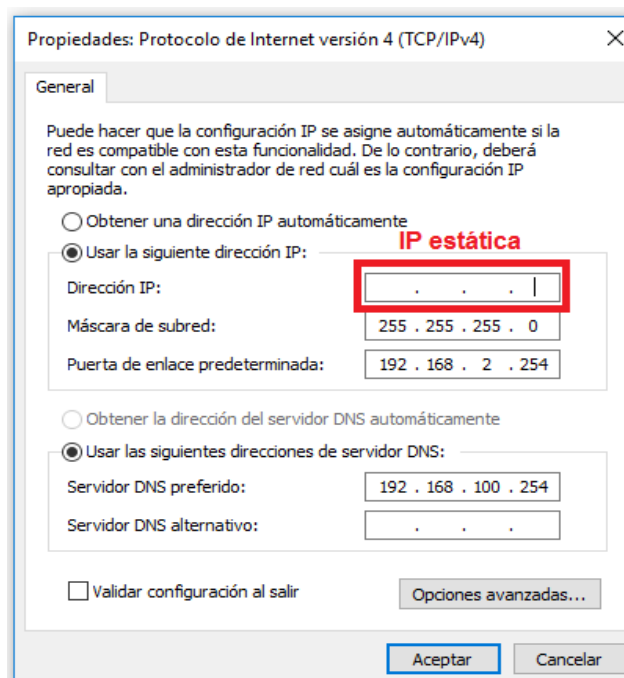 Propiedades: Protocolo de Internet versión 4 (TCP/IPv4)
General
Puede hacer que la configuración IP se asigne automáticamente si la
red es compatible con esta funcionalidad. De lo contrario, deberá
consultar con el administrador de red cuál es la configuración IP
apropiada.
Obtener una dirección IP automáticamente
IP estática
Usar la siguiente dirección IP:
Dirección IP: . . .
Máscara de subred: 255 . 255 . 255 . 0
Puerta de enlace predeterminada: 192 . 168 . 2 . 254
Obtener la dirección del servidor DNS automáticamente
Usar las siguientes direcciones de servidor DNS:
Servidor DNS preferido: 192 . 168 . 100 . 254
Servidor DNS alternativo: . . .
Validar configuración al salir
Opciones avanzadas...
Aceptar Cancelar